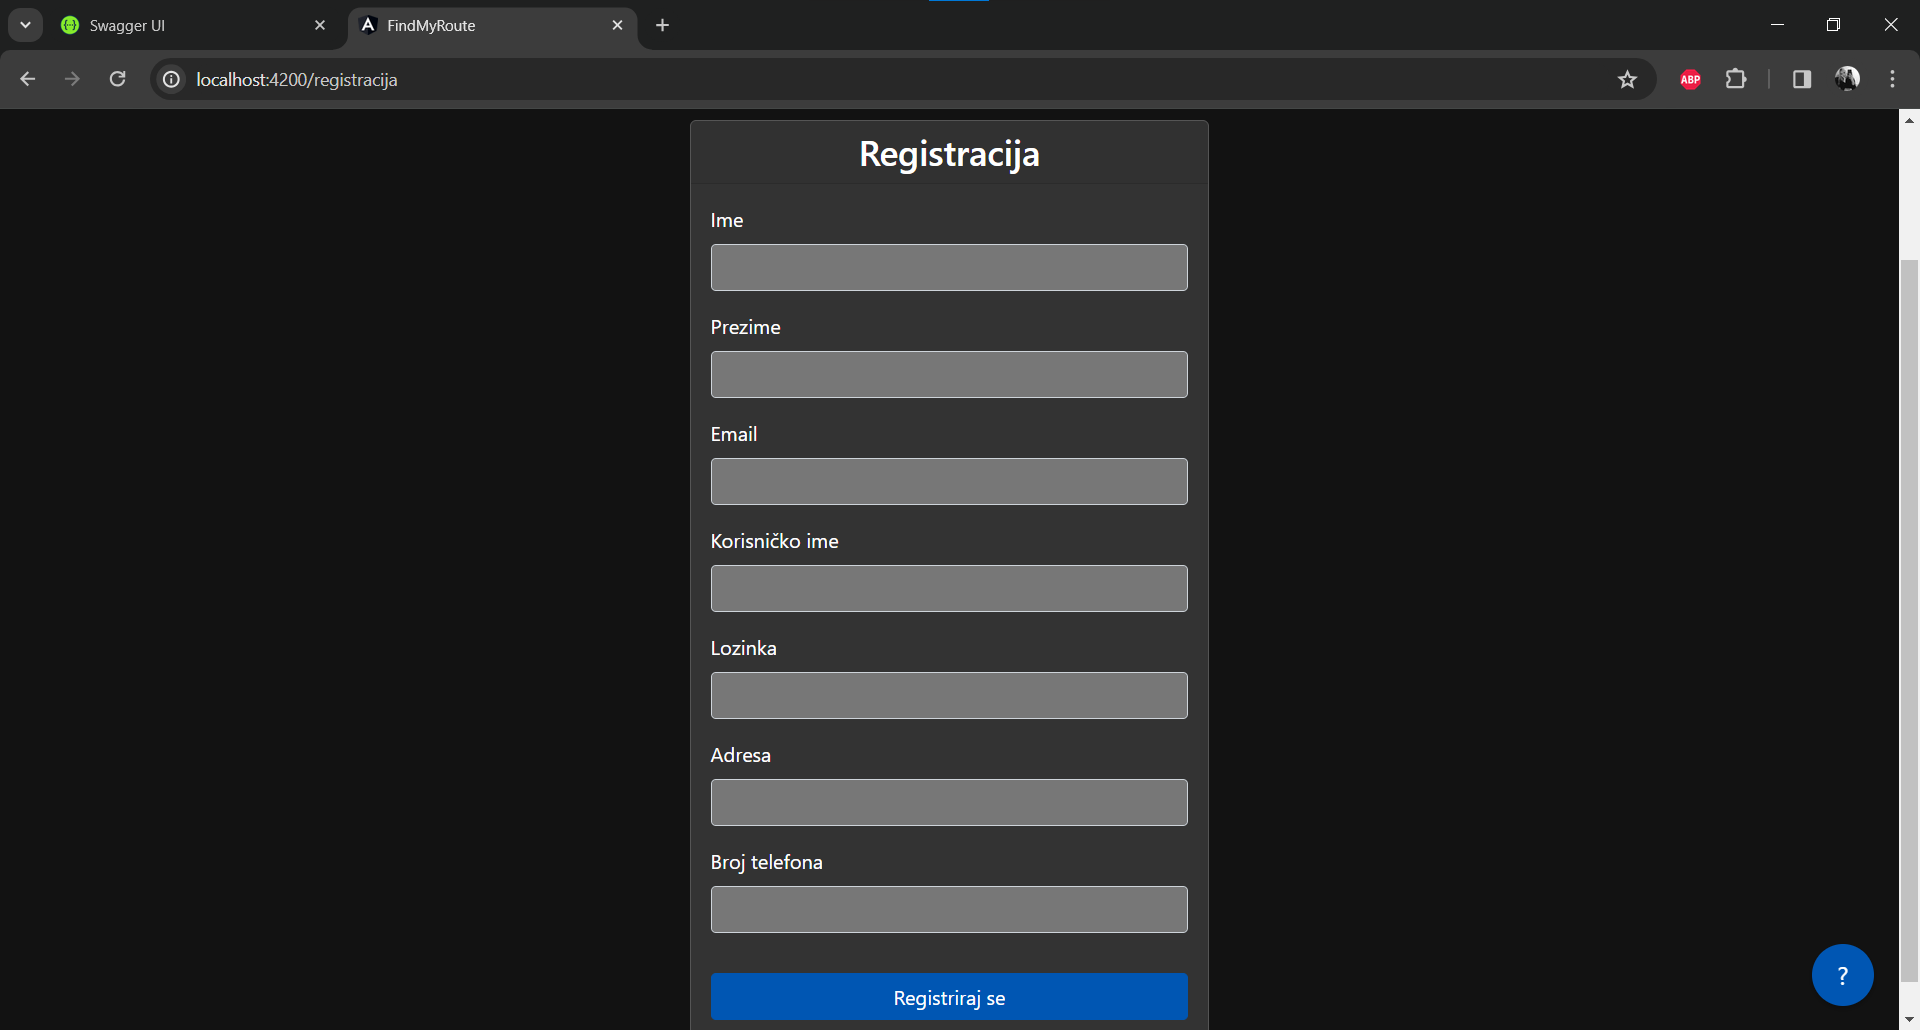 Swagger UI
FindMyRoute
localhost:4200/registracija
ABP
Registracija
Ime
Prezime
Email
Korisničko ime
Lozinka
Adresa
Broj telefona
Registriraj se
?